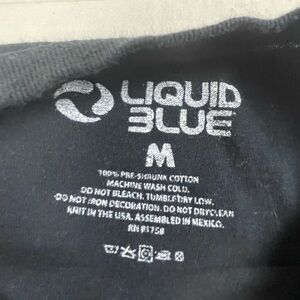 LIQUID
BLUE
M
100% PRE-SHRUNK COTTON
MACHINE WASH COLD.
DO NOT BLEACH. TUMBLE DRY LOW.
DO NOT IRON DECORATION. DO NOT DRYCLEAN
KNIT IN THE USA. ASSEMBLED IN MEXICO.
RN 81758